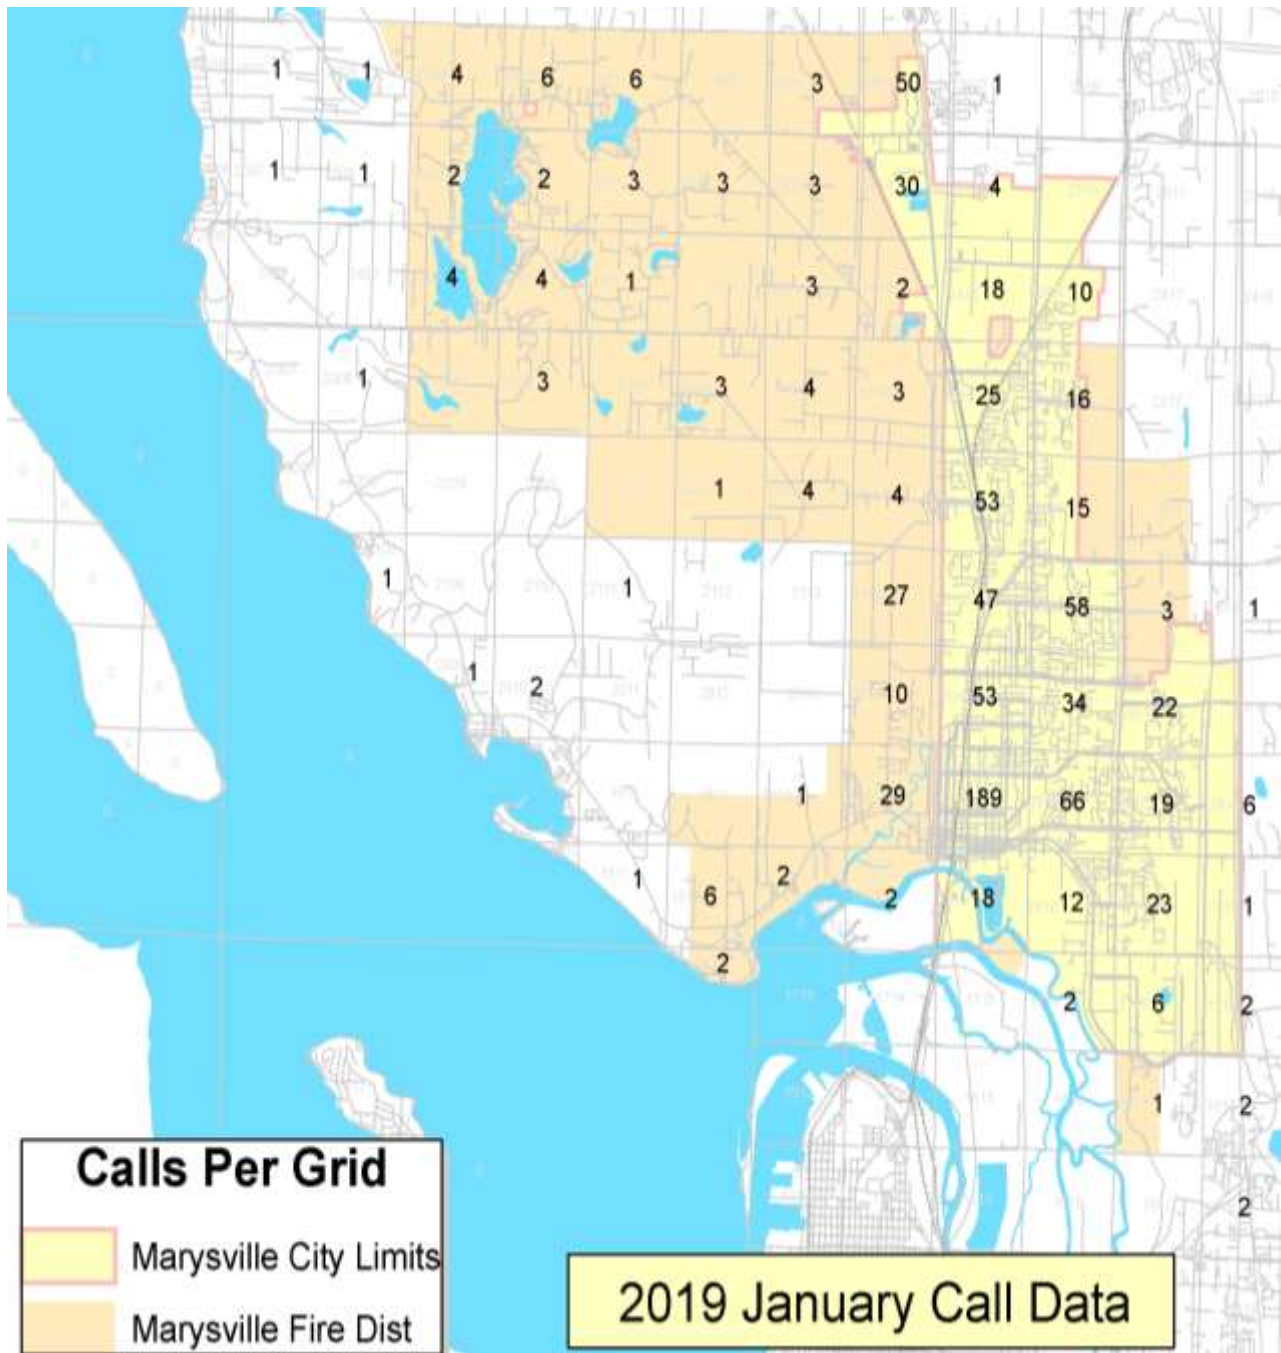 1 1 4 6 6 3 50 1
1 1 2 2 3 3 3 30 4
4 4 1 3 2 18 10
1 3 3 4 3 25 16
1 4 4 53 15
1 1 27 47 58 3 1
1 2 10 53 34 22
1 29 189 66 19 6
1 6 2 2 18 12 23 1
2 2 6 2
1 2
2
Calls Per Grid
Marysville City Limits
Marysville Fire Dist
2019 January Call Data